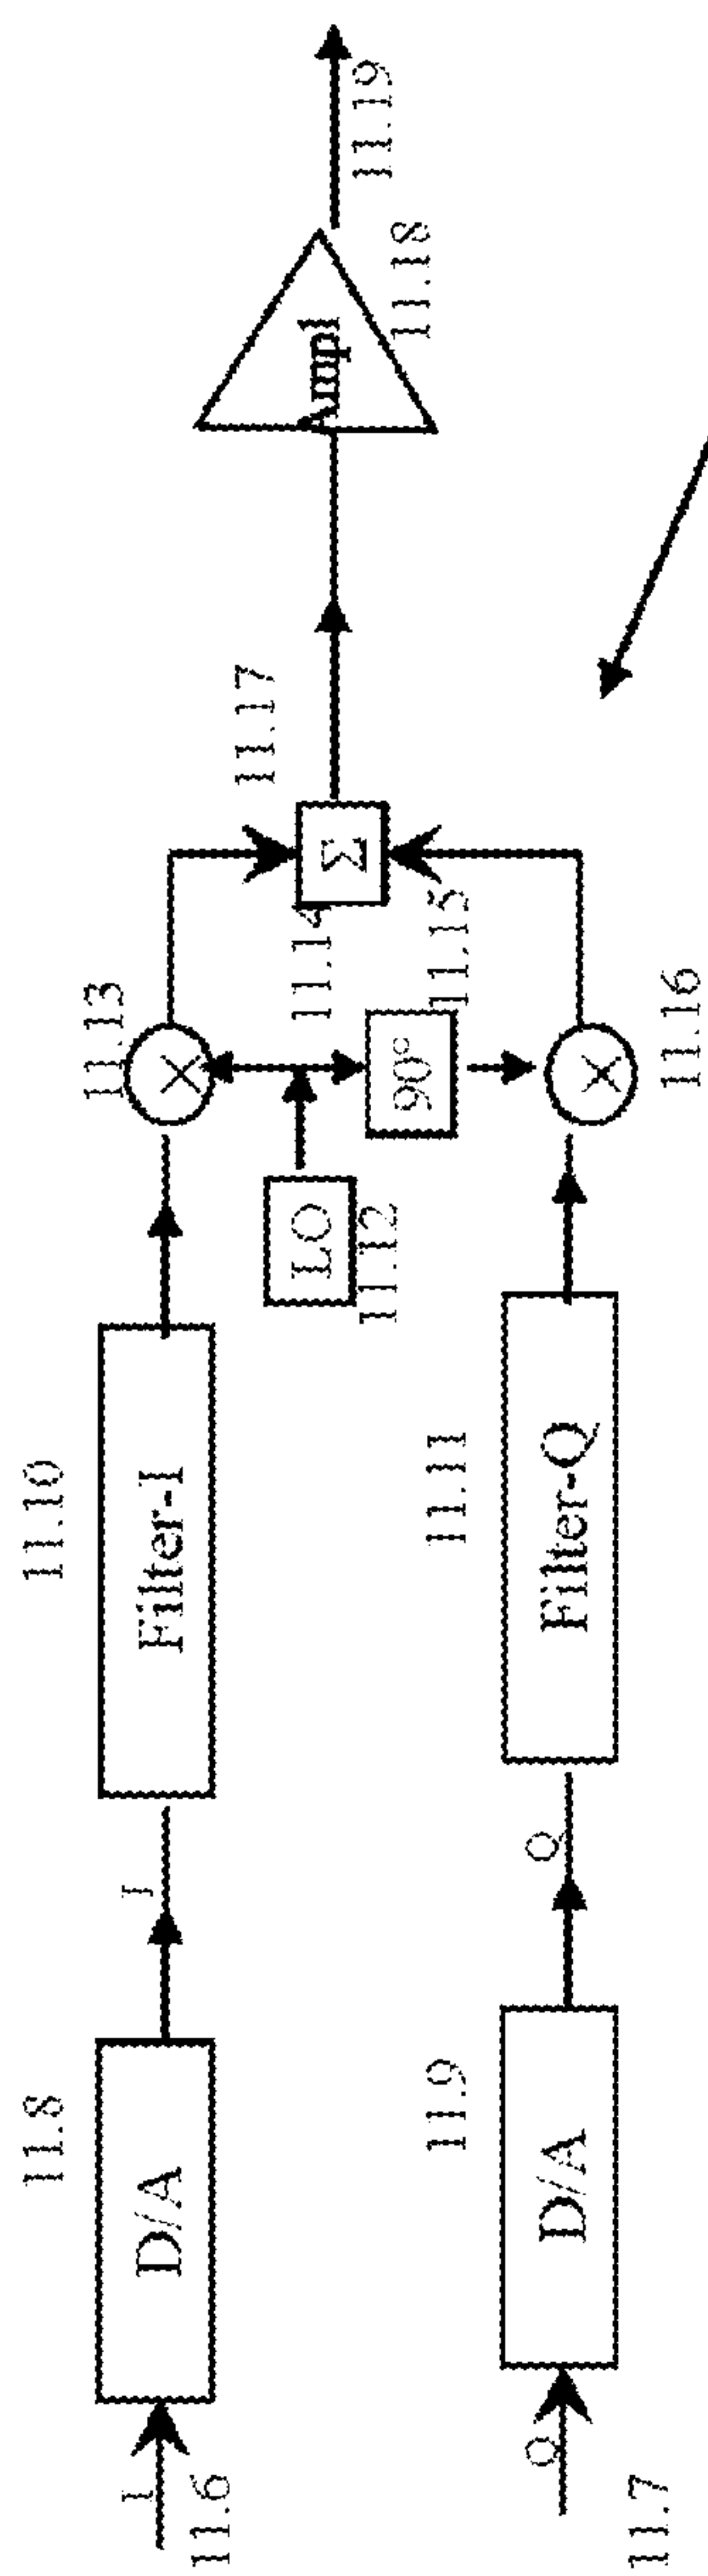 I
11.6
D/A
11.8
I
Filter-I
11.10
11.13
X
LO
11.12
11.14
90°
11.15
Σ
11.17
Ampl
11.18
11.19
Q
11.7
D/A
11.9
Q
Filter-Q
11.11
X
11.16